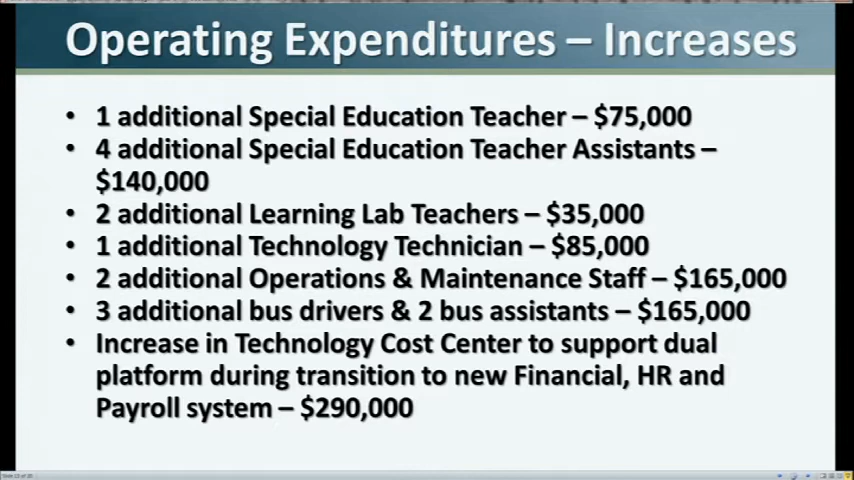 Operating Expenditures – Increases
• 1 additional Special Education Teacher – $75,000
• 4 additional Special Education Teacher Assistants –
$140,000
• 2 additional Learning Lab Teachers – $35,000
• 1 additional Technology Technician – $85,000
• 2 additional Operations & Maintenance Staff – $165,000
• 3 additional bus drivers & 2 bus assistants – $165,000
• Increase in Technology Cost Center to support dual
platform during transition to new Financial, HR and
Payroll system – $290,000